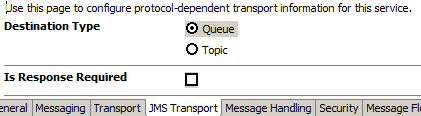 Use this page to configure protocol-dependent transport information for this service.
Destination Type
Queue
Topic
Is Response Required
Messaging
Transport
JMS Transport
Message Handling
Security